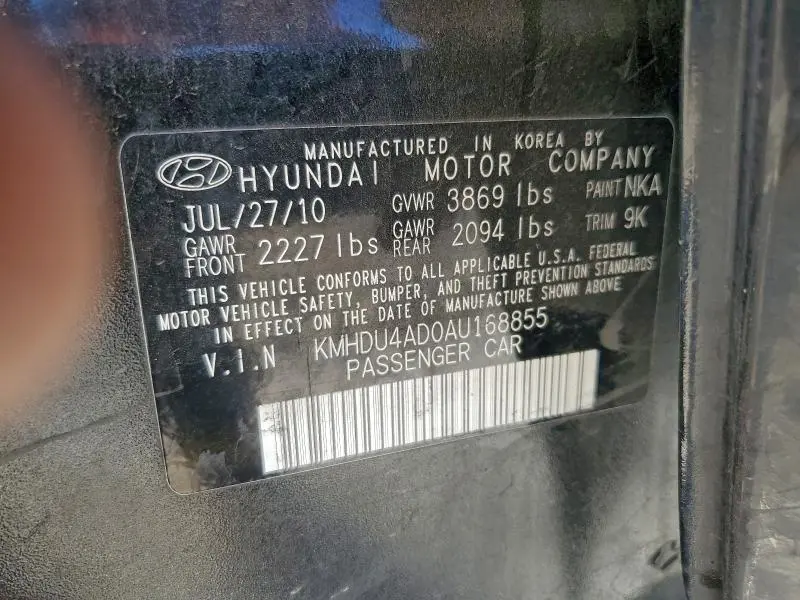 MANUFACTURED IN KOREA BY
HYUNDAI MOTOR COMPANY
JUL/27/10 GVWR 3869 lbs PAINT NKA
GAWR FRONT 2227 lbs GAWR REAR 2094 lbs TRIM 9K
THIS VEHICLE CONFORMS TO ALL APPLICABLE U.S.A. FEDERAL
MOTOR VEHICLE SAFETY, BUMPER, AND THEFT PREVENTION STANDARDS
IN EFFECT ON THE DATE OF MANUFACTURE SHOWN ABOVE
V.I.N KMHDU4AD0AU168855
PASSENGER CAR